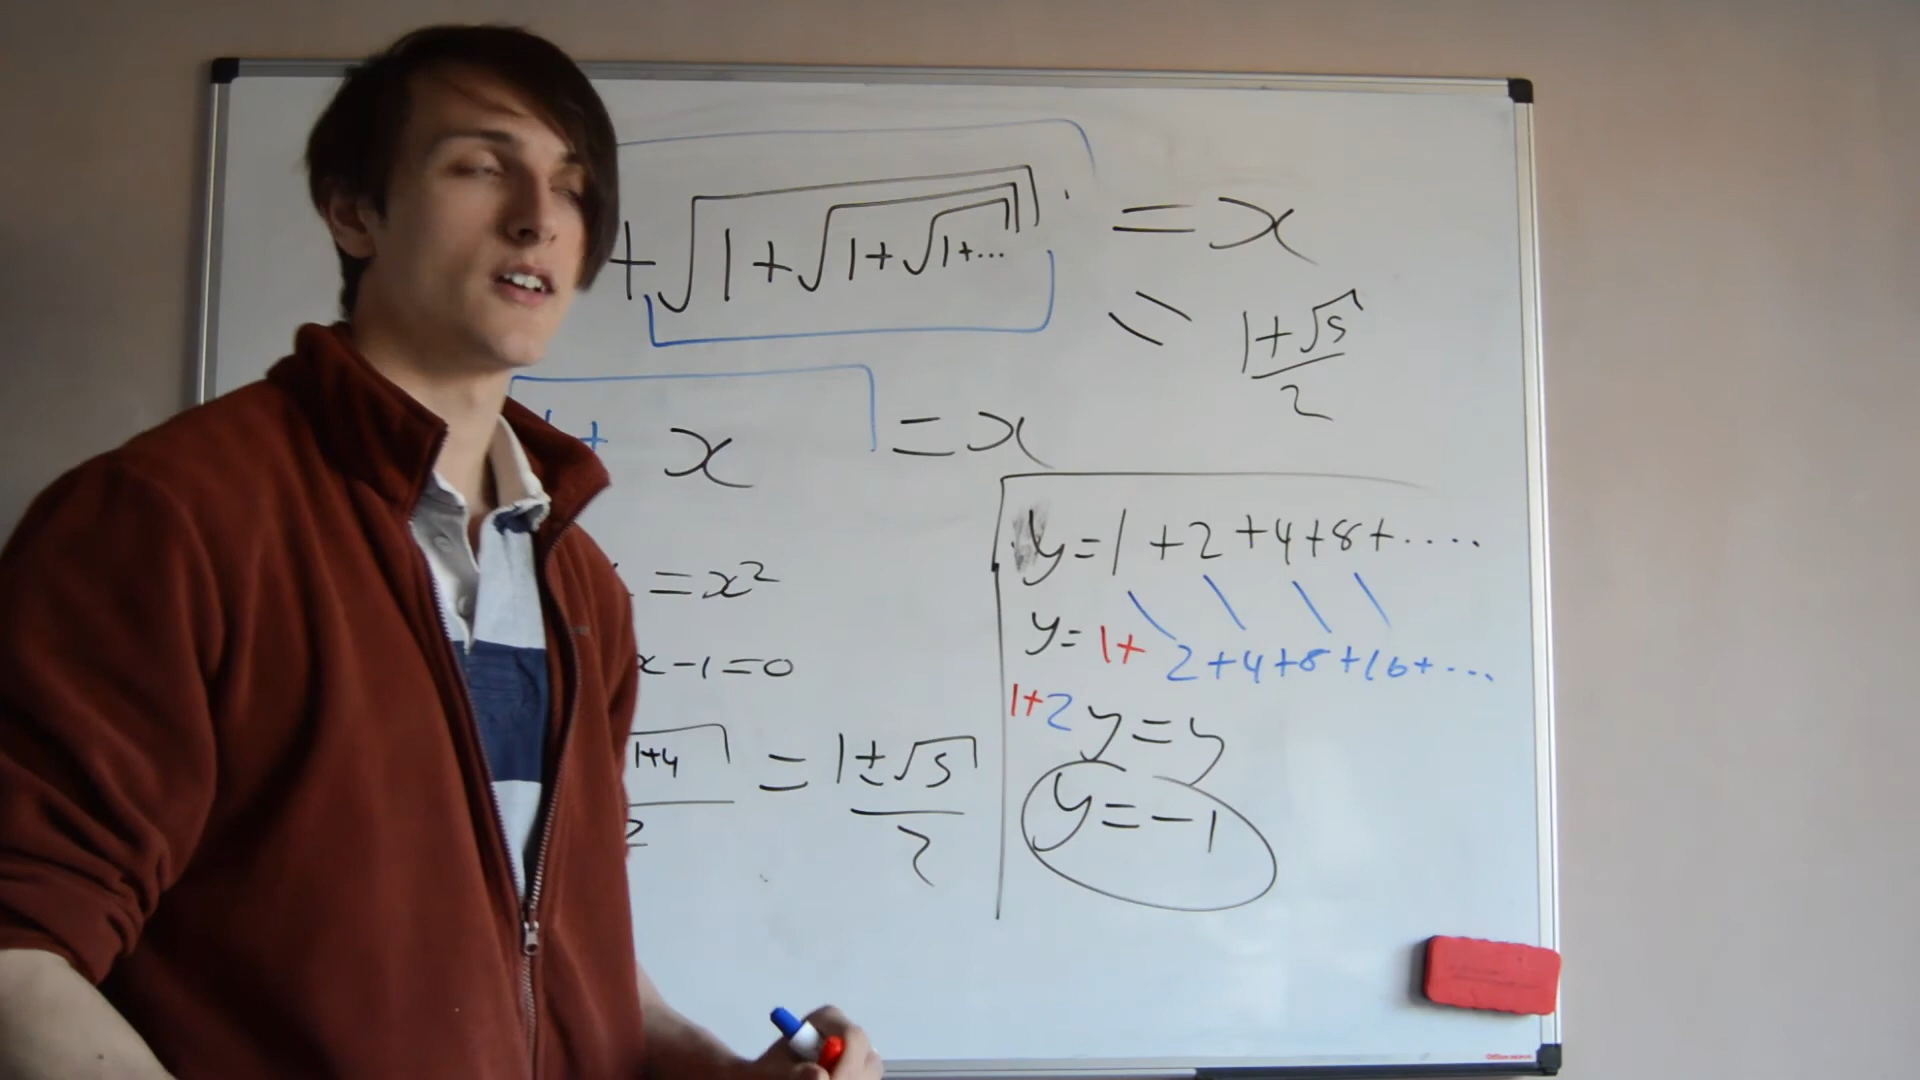 +√1+√1+√1+... = x
= 1+√5/2
1+ x = x
= x²
x-1=0
√1+4/2 = 1±√5/2
y=1+2+4+8+....
y=1+2+4+8+16+...
1+2y=y
y=-1